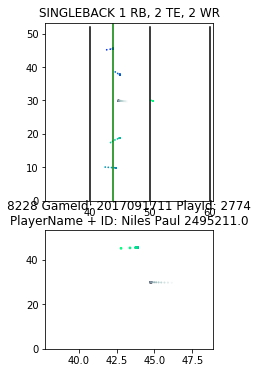 SINGLEBACK 1 RB, 2 TE, 2 WR
50
40
30
20
10
0
40 50 60
8228 GameId: 2017091711 PlayId: 2774
PlayerName + ID: Niles Paul 2495211.0
40
20
0
40.0 42.5 45.0 47.5